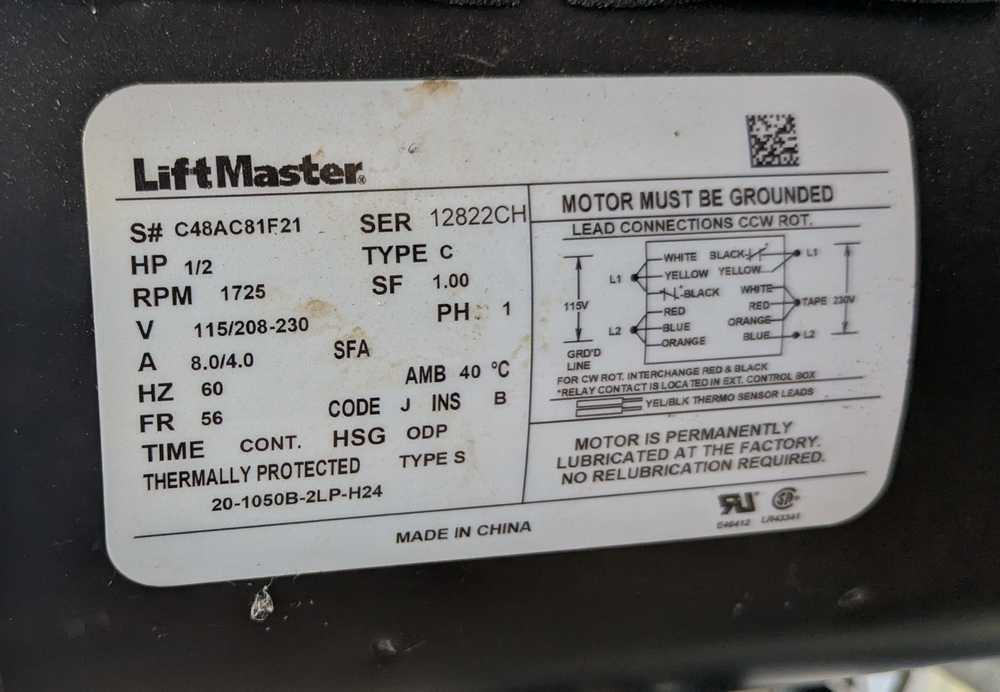 LiftMaster
S# C48AC81F21 SER 12822CH
HP 1/2 TYPE C
RPM 1725 SF 1.00
V 115/208-230 PH 1
A 8.0/4.0 SFA
HZ 60 AMB 40 ºC
FR 56 CODE J INS B
TIME CONT. HSG ODP
THERMALLY PROTECTED TYPE S
20-1050B-2LP-H24
MOTOR MUST BE GROUNDED
LEAD CONNECTIONS CCW ROT.
WHITE BLACK L1
L1 YELLOW YELLOW
BLACK WHITE
115V RED RED TAPE 230V
L2 BLUE ORANGE
ORANGE BLUE L2
GRD'D
LINE
FOR CW ROT. INTERCHANGE RED & BLACK
*RELAY CONTACT IS LOCATED IN EXT. CONTROL BOX
YEL/BLK THERMO SENSOR LEADS
MOTOR IS PERMANENTLY
LUBRICATED AT THE FACTORY.
NO RELUBRICATION REQUIRED.
E46412 LR43341
MADE IN CHINA